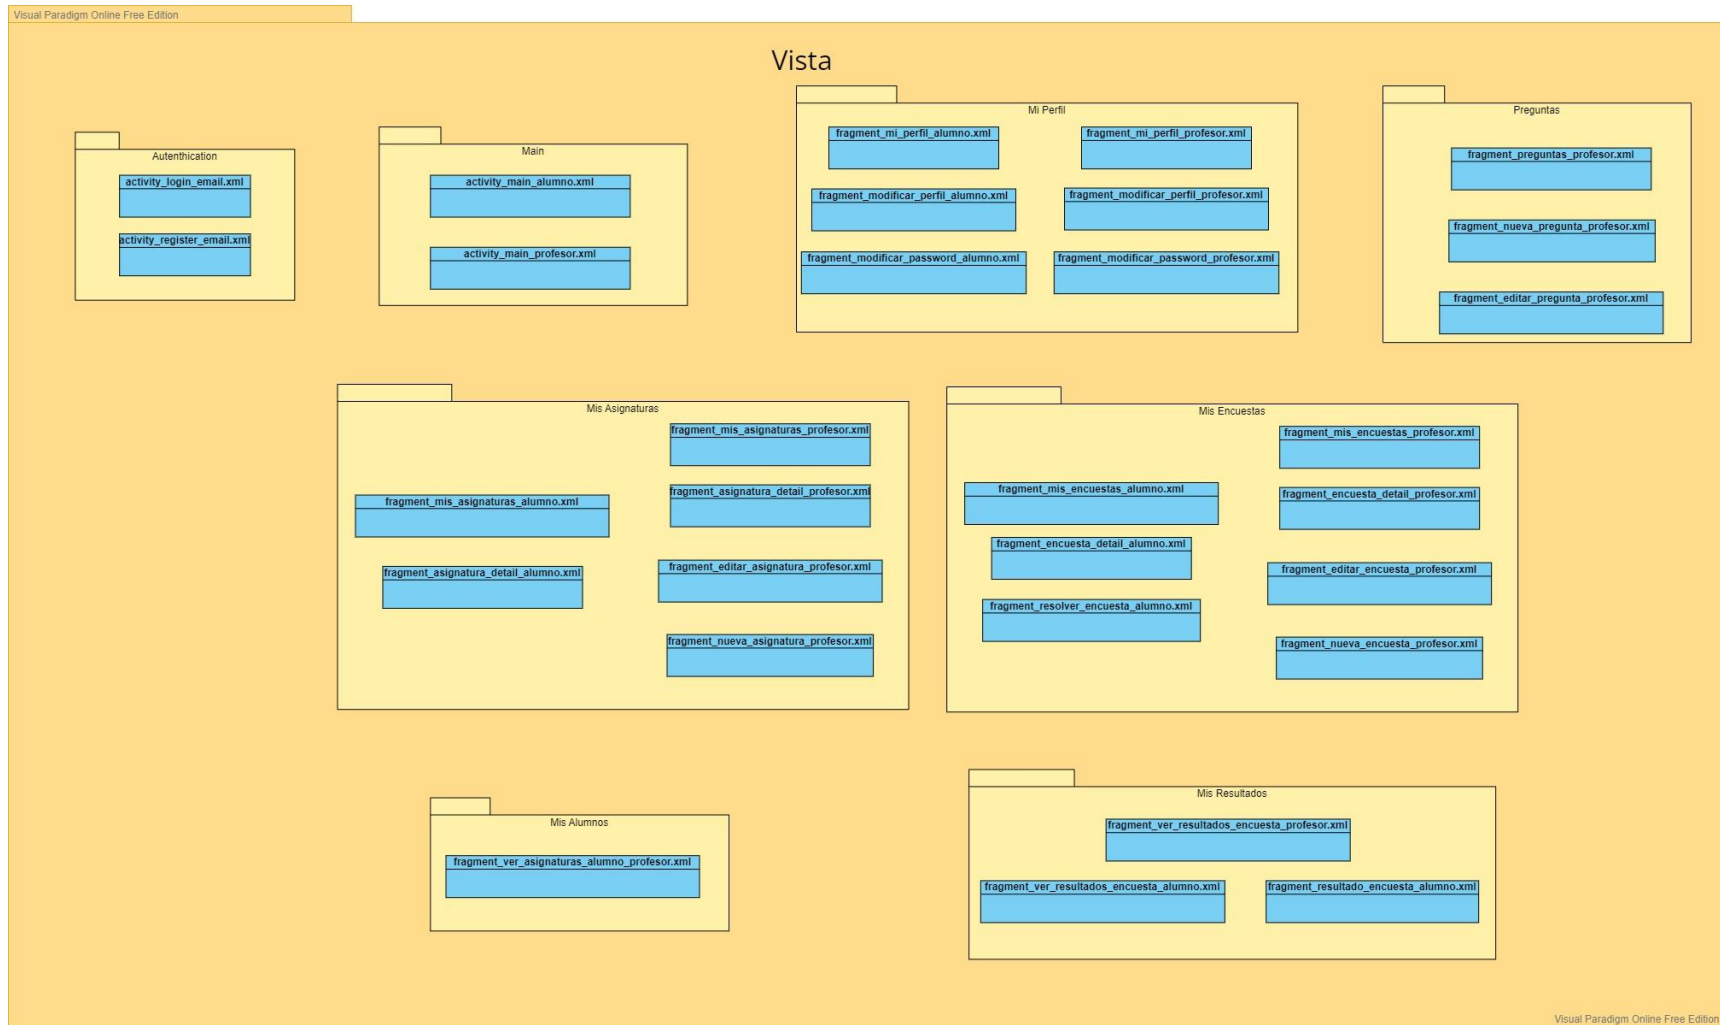 Visual Paradigm Online Free Edition
Vista
Autenthication
activity_login_email.xml
activity_register_email.xml
Main
activity_main_alumno.xml
activity_main_profesor.xml
Mi Perfil
fragment_mi_perfil_alumno.xml
fragment_mi_perfil_profesor.xml
fragment_modificar_perfil_alumno.xml
fragment_modificar_perfil_profesor.xml
fragment_modificar_password_alumno.xml
fragment_modificar_password_profesor.xml
Preguntas
fragment_preguntas_profesor.xml
fragment_nueva_pregunta_profesor.xml
fragment_editar_pregunta_profesor.xml
Mis Asignaturas
fragment_mis_asignaturas_profesor.xml
fragment_mis_asignaturas_alumno.xml
fragment_asignatura_detail_profesor.xml
fragment_asignatura_detail_alumno.xml
fragment_editar_asignatura_profesor.xml
fragment_nueva_asignatura_profesor.xml
Mis Encuestas
fragment_mis_encuestas_profesor.xml
fragment_mis_encuestas_alumno.xml
fragment_encuesta_detail_profesor.xml
fragment_encuesta_detail_alumno.xml
fragment_editar_encuesta_profesor.xml
fragment_resolver_encuesta_alumno.xml
fragment_nueva_encuesta_profesor.xml
Mis Alumnos
fragment_ver_asignaturas_alumno_profesor.xml
Mis Resultados
fragment_ver_resultados_encuesta_profesor.xml
fragment_ver_resultados_encuesta_alumno.xml
fragment_resultado_encuesta_alumno.xml
Visual Paradigm Online Free Edition